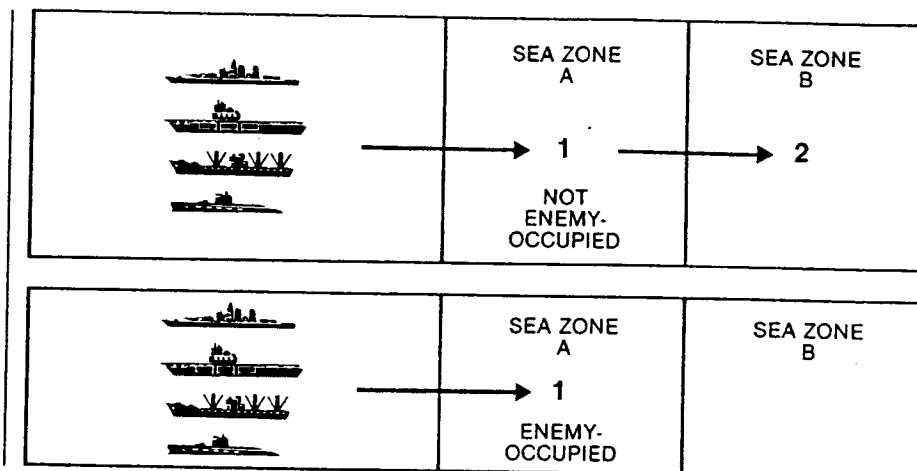 SEA ZONE
A
SEA ZONE
B
1
2
NOT
ENEMY-
OCCUPIED
SEA ZONE
A
SEA ZONE
B
1
ENEMY-
OCCUPIED